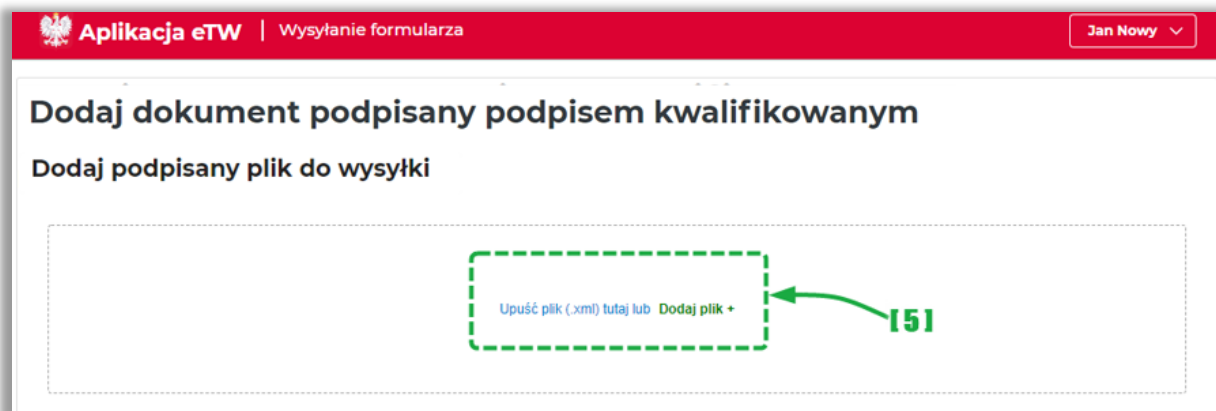 Aplikacja eTW | Wysyłanie formularza
Jan Nowy
Dodaj dokument podpisany podpisem kwalifikowanym
Dodaj podpisany plik do wysyłki
Upuść plik (.xml) tutaj lub Dodaj plik +
[5]